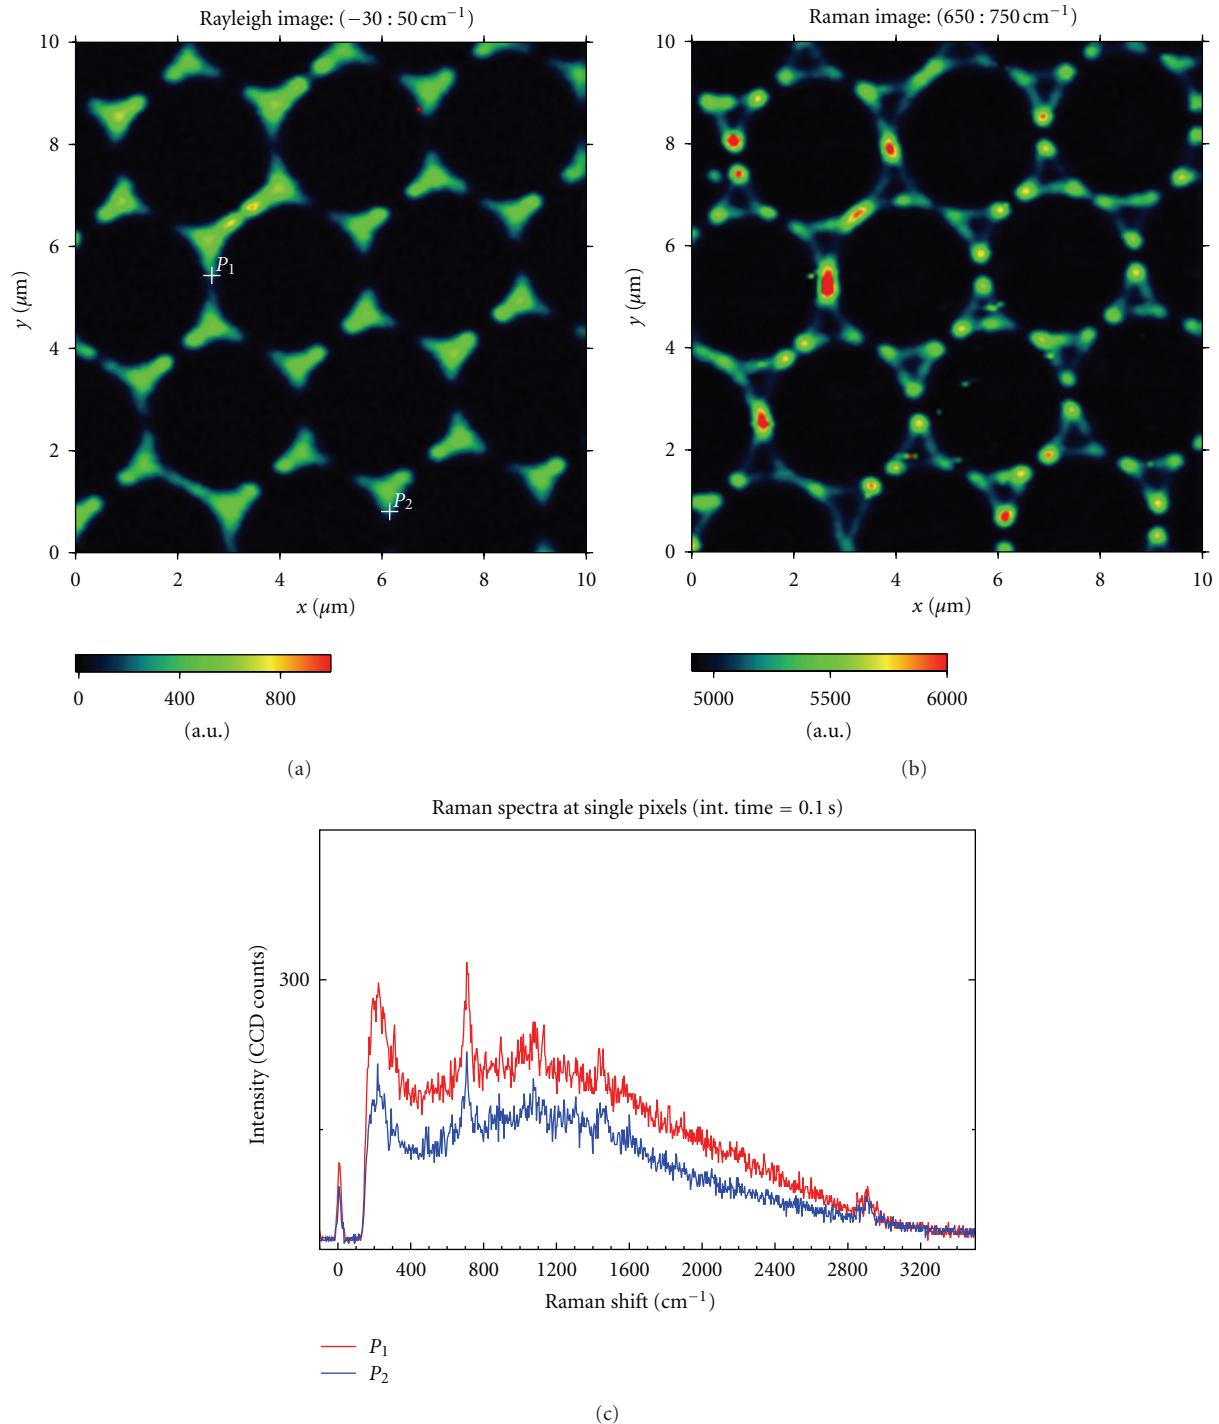 Rayleigh image: (−30 : 50 cm⁻¹)
10
8
6
4
2
0
y (μm)
P₁
P₂
0 2 4 6 8 10
x (μm)
0 400 800
(a.u.)
(a)
Raman image: (650 : 750 cm⁻¹)
10
8
6
4
2
0
y (μm)
0 2 4 6 8 10
x (μm)
5000 5500 6000
(a.u.)
(b)
Raman spectra at single pixels (int. time = 0.1 s)
300
Intensity (CCD counts)
0 400 800 1200 1600 2000 2400 2800 3200
Raman shift (cm⁻¹)
P₁
P₂
(c)